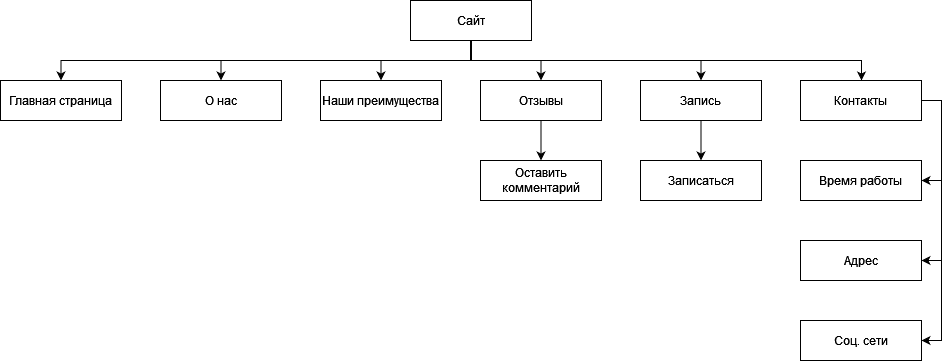 Сайт
Главная страница
О нас
Наши преимущества
Отзывы
Запись
Контакты
Оставить
комментарий
Записаться
Время работы
Адрес
Соц. сети